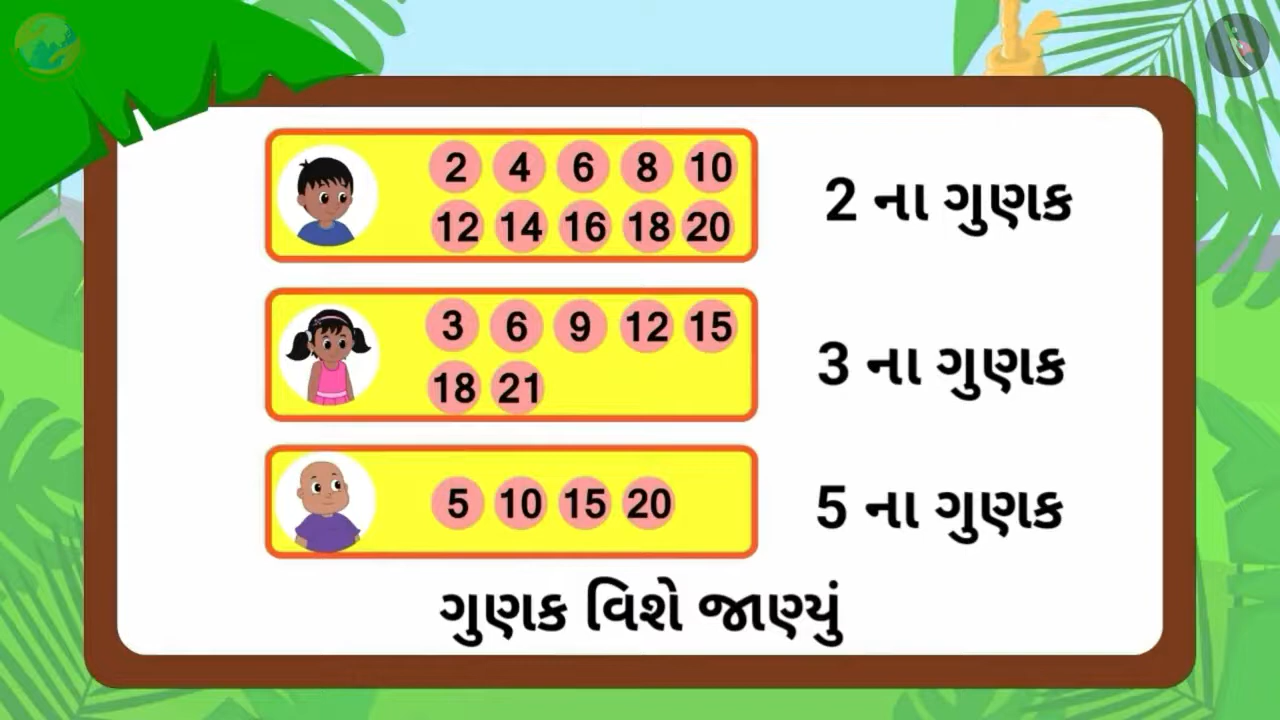 2 4 6 8 10
12 14 16 18 20
2 ના ગુણક
3 6 9 12 15
18 21
3 ના ગુણક
5 10 15 20
5 ના ગુણક
ગુણક વિશે જાણ્યું